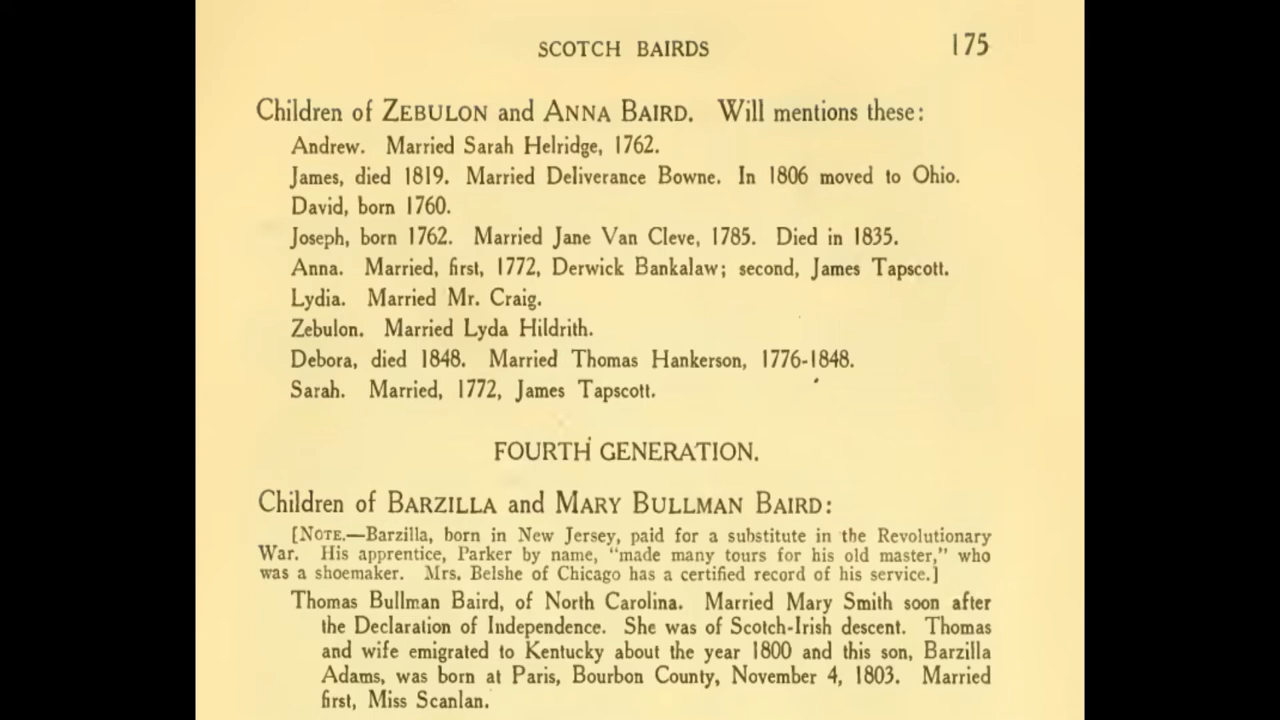 SCOTCH BAIRDS 175
Children of ZEBULON and ANNA BAIRD. Will mentions these:
Andrew. Married Sarah Helridge, 1762.
James, died 1819. Married Deliverance Bowne. In 1806 moved to Ohio.
David, born 1760.
Joseph, born 1762. Married Jane Van Cleve, 1785. Died in 1835.
Anna. Married, first, 1772, Derwick Bankalaw; second, James Tapscott.
Lydia. Married Mr. Craig.
Zebulon. Married Lyda Hildrith.
Debora, died 1848. Married Thomas Hankerson, 1776-1848.
Sarah. Married, 1772, James Tapscott.
FOURTH GENERATION.
Children of BARZILLA and MARY BULLMAN BAIRD:
[NOTE.—Barzilla, born in New Jersey, paid for a substitute in the Revolutionary
War. His apprentice, Parker by name, "made many tours for his old master," who
was a shoemaker. Mrs. Belshe of Chicago has a certified record of his service.]
Thomas Bullman Baird, of North Carolina. Married Mary Smith soon after
the Declaration of Independence. She was of Scotch-Irish descent. Thomas
and wife emigrated to Kentucky about the year 1800 and this son, Barzilla
Adams, was born at Paris, Bourbon County, November 4, 1803. Married
first, Miss Scanlan.